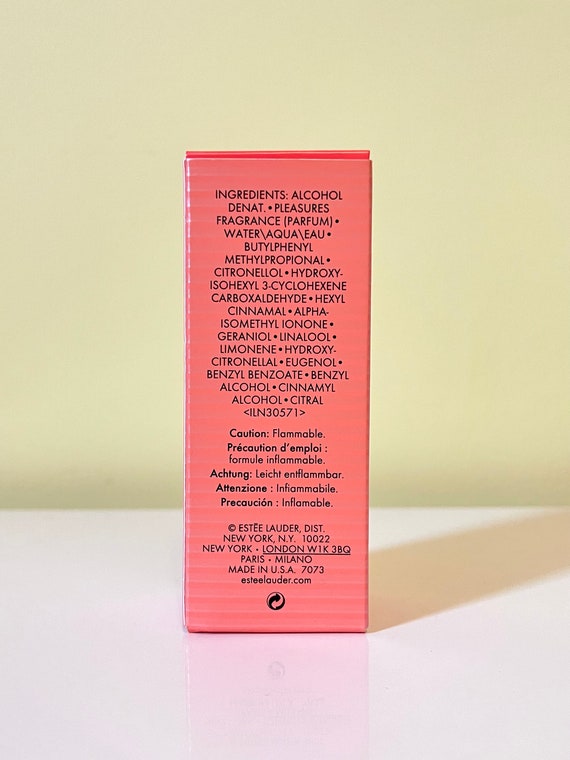 INGREDIENTS: ALCOHOL
DENAT. • PLEASURES
FRAGRANCE (PARFUM) •
WATER\AQUA\EAU •
BUTYLPHENYL
METHYLPROPIONAL •
CITRONELLOL • HYDROXY-
ISOHEXYL 3-CYCLOHEXENE
CARBOXALDEHYDE • HEXYL
CINNAMAL • ALPHA-
ISOMETHYL IONONE •
GERANIOL • LINALOOL •
LIMONENE • HYDROXY-
CITRONELLAL • EUGENOL •
BENZYL BENZOATE • BENZYL
ALCOHOL • CINNAMYL
ALCOHOL • CITRAL
<ILN30571>
Caution: Flammable.
Précaution d'emploi :
formule inflammable.
Achtung: Leicht entflammbar.
Attenzione : Infiammabile.
Precaución : Inflamable.
© ESTĒE LAUDER, DIST.
NEW YORK, N.Y. 10022
NEW YORK • LONDON W1K 3BQ
PARIS • MILANO
MADE IN U.S.A. 7073
esteelauder.com